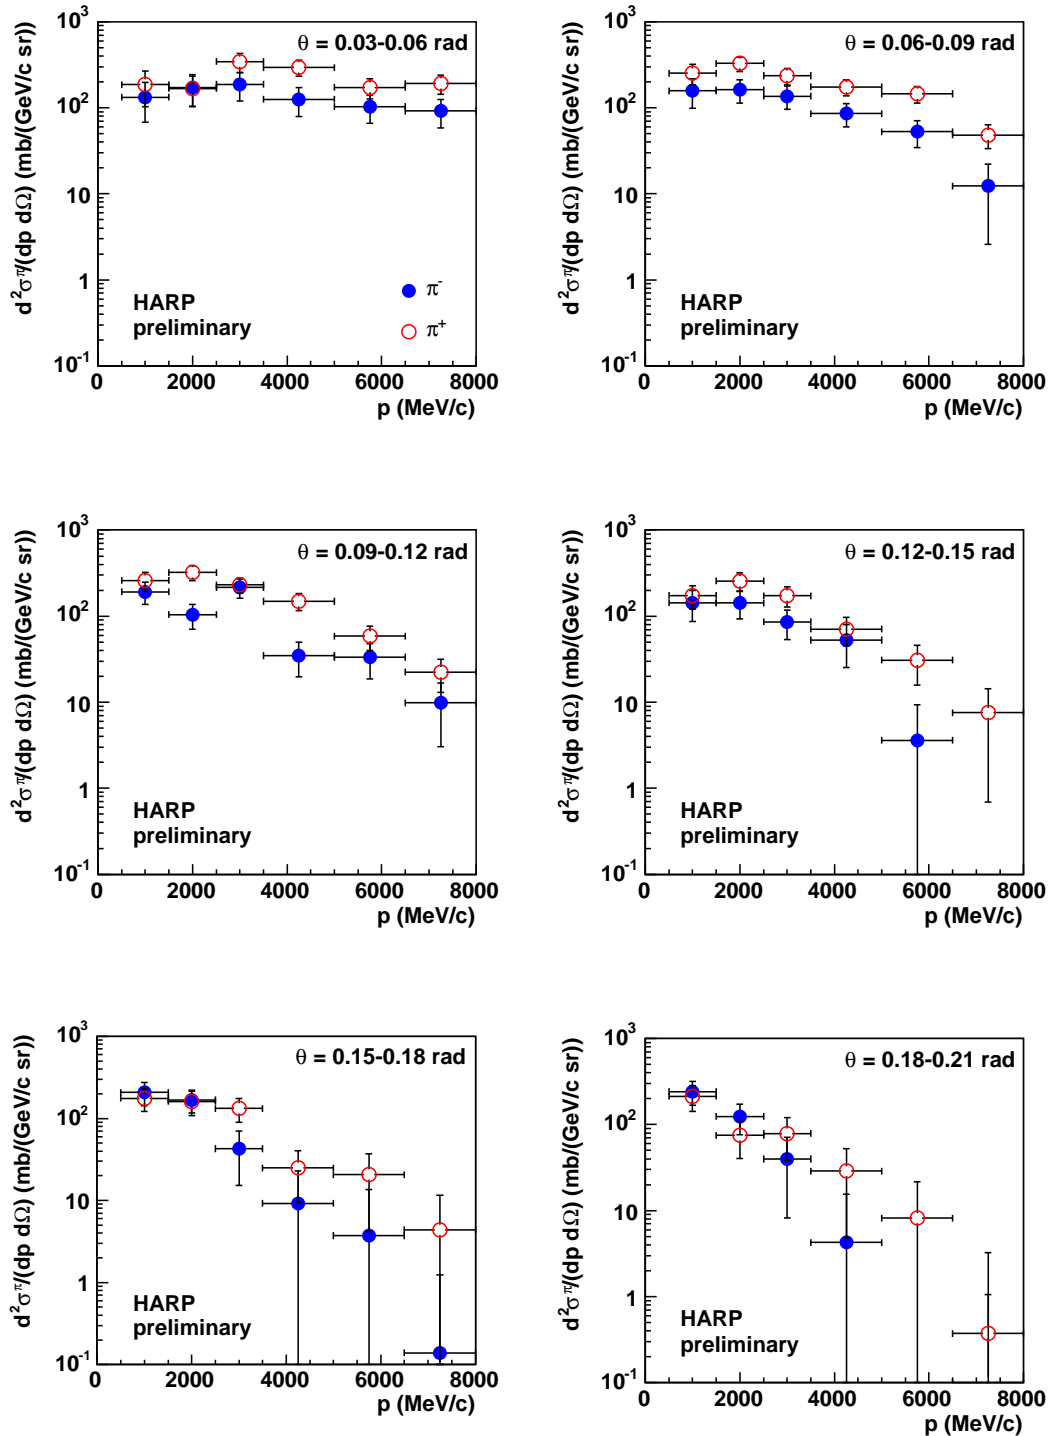 10³
10²
10
1
10⁻¹
d²σ^π/(dp dΩ) (mb/(GeV/c sr))
θ = 0.03-0.06 rad
π⁻
π⁺
HARP
preliminary
0 2000 4000 6000 8000
p (MeV/c)
10³
10²
10
1
10⁻¹
d²σ^π/(dp dΩ) (mb/(GeV/c sr))
θ = 0.06-0.09 rad
HARP
preliminary
0 2000 4000 6000 8000
p (MeV/c)
10³
10²
10
1
10⁻¹
d²σ^π/(dp dΩ) (mb/(GeV/c sr))
θ = 0.09-0.12 rad
HARP
preliminary
0 2000 4000 6000 8000
p (MeV/c)
10³
10²
10
1
10⁻¹
d²σ^π/(dp dΩ) (mb/(GeV/c sr))
θ = 0.12-0.15 rad
HARP
preliminary
0 2000 4000 6000 8000
p (MeV/c)
10³
10²
10
1
10⁻¹
d²σ^π/(dp dΩ) (mb/(GeV/c sr))
θ = 0.15-0.18 rad
HARP
preliminary
0 2000 4000 6000 8000
p (MeV/c)
10³
10²
10
1
10⁻¹
d²σ^π/(dp dΩ) (mb/(GeV/c sr))
θ = 0.18-0.21 rad
HARP
preliminary
0 2000 4000 6000 8000
p (MeV/c)